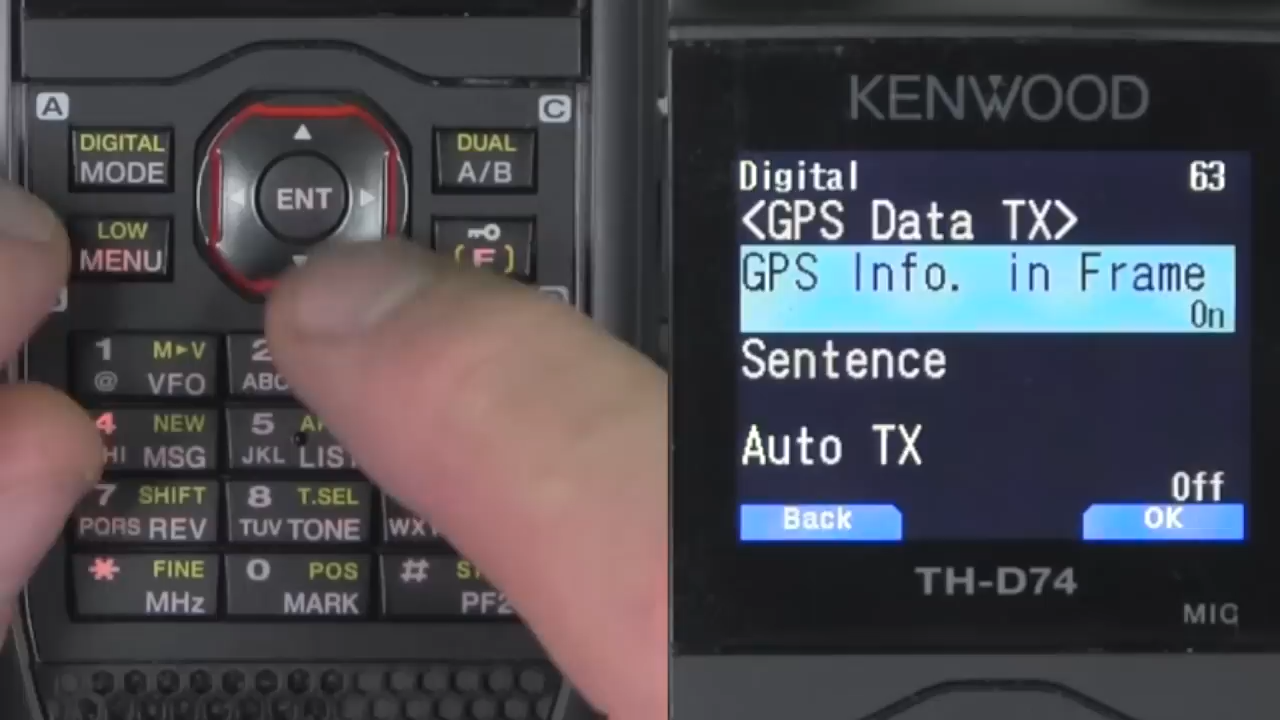 A
C
DIGITAL
MODE
DUAL
A/B
ENT
LOW
MENU
1 M▶V
@ VFO
2
ABC
4 NEW
MSG
5
JKL
7 SHIFT
PQRS REV
8 T.SEL
TUV TONE
* FINE
MHz
0 POS
MARK
#
PF2
KENWOOD
Digital 63
<GPS Data TX>
GPS Info. in Frame
On
Sentence
Auto TX
Off
Back OK
TH-D74
MIC